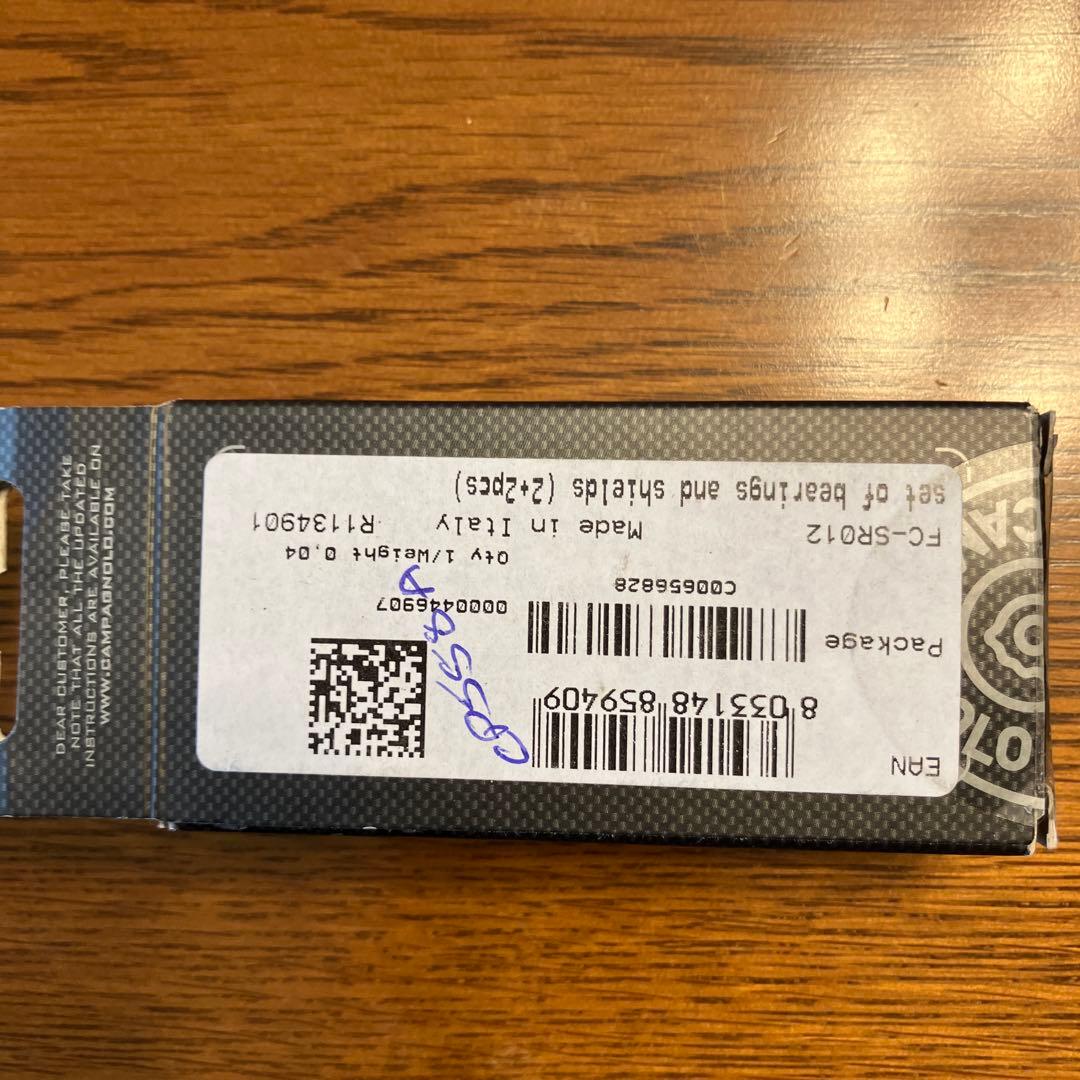 EAN
8 033148 859409
Package
C00656828
0000446907
Qty 1/Weight 0,04
FC-SR012 Made in Italy R1134901
set of bearings and shields (2+2pcs)
DEAR CUSTOMER, PLEASE TAKE
NOTE THAT ALL THE UPDATED
INSTRUCTIONS ARE AVAILABLE ON
WWW.CAMPAGNOLO.COM